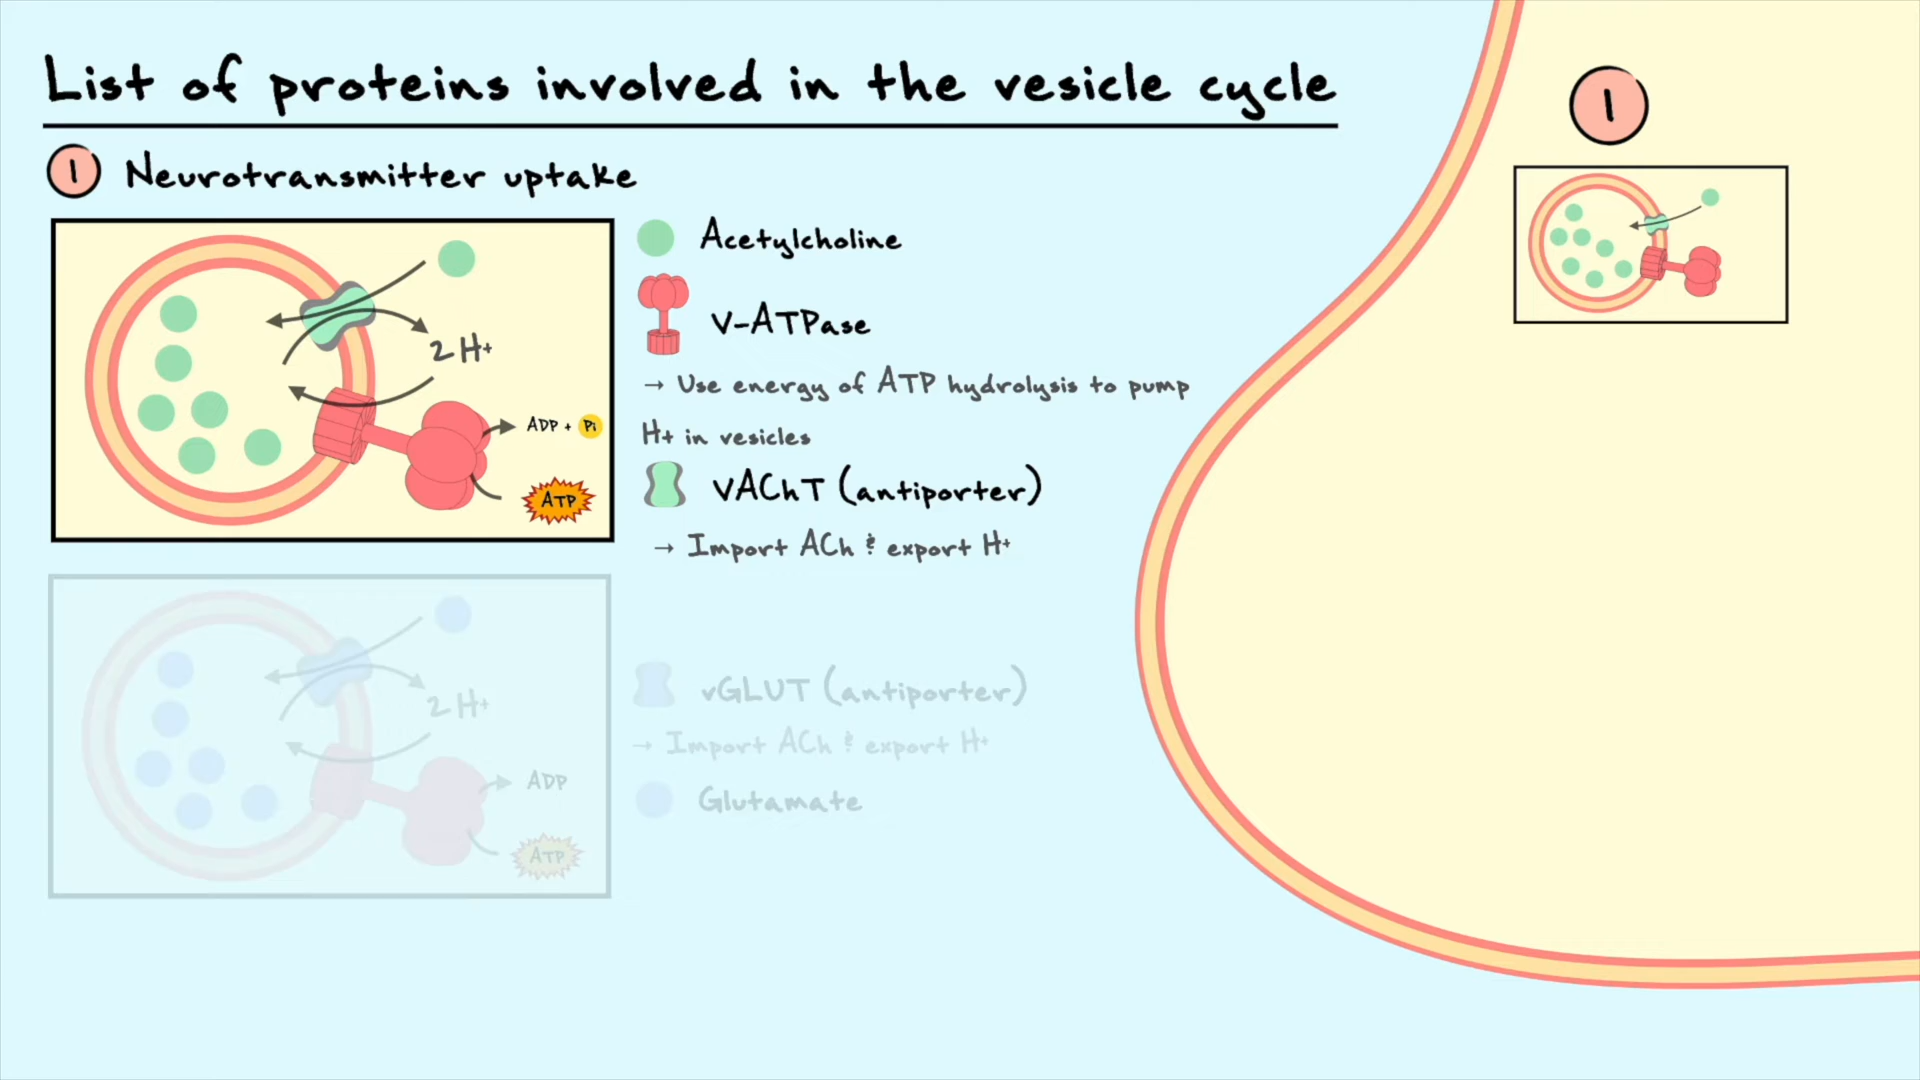 List of proteins involved in the vesicle cycle
1 Neurotransmitter uptake
Acetylcholine
V-ATPase
→ Use energy of ATP hydrolysis to pump
H+ in vesicles
VAChT (antiporter)
→ Import ACh & export H+
2 H+
ADP + Pi
ATP
vGLUT (antiporter)
→ Import ACh & export H+
Glutamate
2 H+
ADP
ATP
1